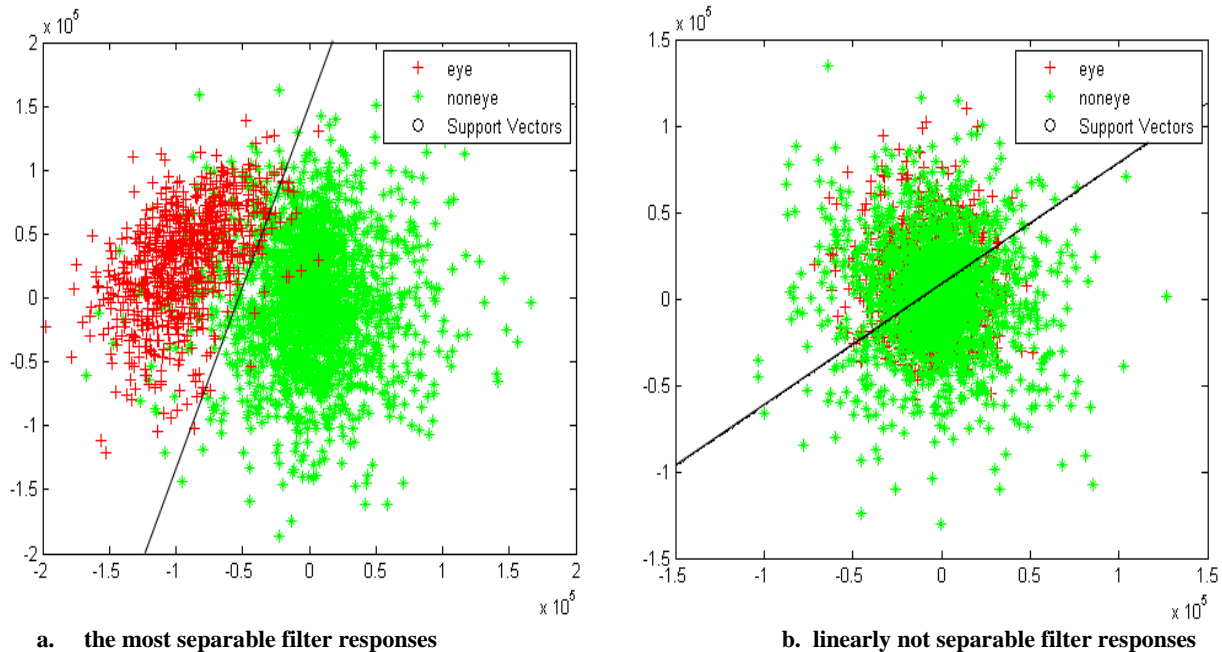 x 10^5
2
1.5
1
0.5
0
-0.5
-1
-1.5
-2
-2 -1.5 -1 -0.5 0 0.5 1 1.5 2
x 10^5
eye
noneye
Support Vectors
a. the most separable filter responses
x 10^5
1.5
1
0.5
0
-0.5
-1
-1.5
-1.5 -1 -0.5 0 0.5 1 1.5
x 10^5
eye
noneye
Support Vectors
b. linearly not separable filter responses